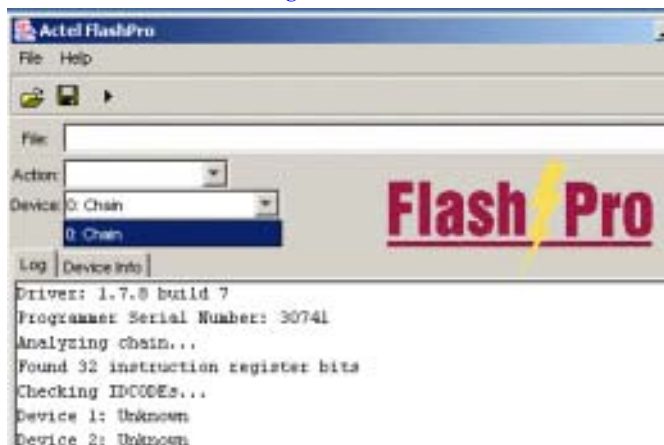 Actel FlashPro
File Help
File:
Action:
Device: 0: Chain
0: Chain
Flash Pro
Log Device Info
Driver: 1.7.8 build 7
Programmer Serial Number: 30741
Analyzing chain...
Found 32 instruction register bits
Checking IDCODEs...
Device 1: Unknown
Device 2: Unknown